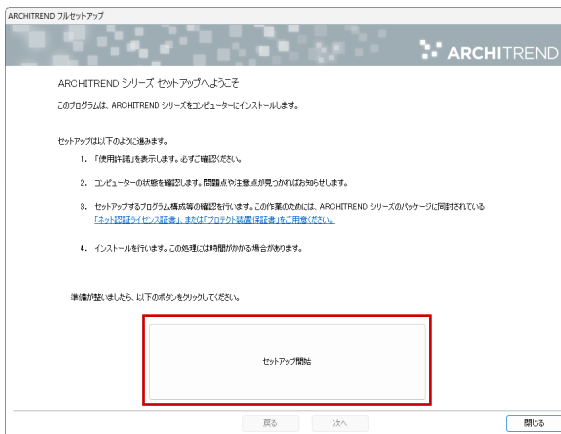 ARCHITREND フルセットアップ
ARCHITREND
ARCHITREND シリーズ セットアップへようこそ
このプログラムは、ARCHITREND シリーズをコンピューターにインストールします。
セットアップは以下のように進みます。
1. 「使用許諾」を表示します。必ずご確認ください。
2. コンピューターの状態を確認します。問題点や注意点が見つかればお知らせします。
3. セットアップするプログラム構成等の確認を行います。この作業のためには、ARCHITREND シリーズのパッケージに同封されている
「ネット認証ライセンス証書」、または「プロテクト装置保証書」をご用意ください。
4. インストールを行います。この処理には時間がかかる場合があります。
準備が整いましたら、以下のボタンをクリックしてください。
セットアップ開始
戻る 次へ 閉じる